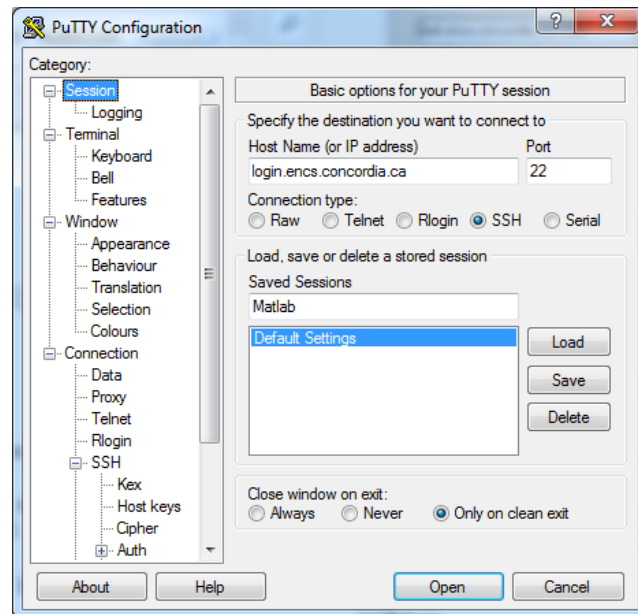 PuTTY Configuration
Category:
Session
Logging
Terminal
Keyboard
Bell
Features
Window
Appearance
Behaviour
Translation
Selection
Colours
Connection
Data
Proxy
Telnet
Rlogin
SSH
Kex
Host keys
Cipher
Auth
Basic options for your PuTTY session
Specify the destination you want to connect to
Host Name (or IP address) Port
login.encs.concordia.ca 22
Connection type:
Raw Telnet Rlogin SSH Serial
Load, save or delete a stored session
Saved Sessions
Matlab
Default Settings
Load
Save
Delete
Close window on exit:
Always Never Only on clean exit
About Help Open Cancel